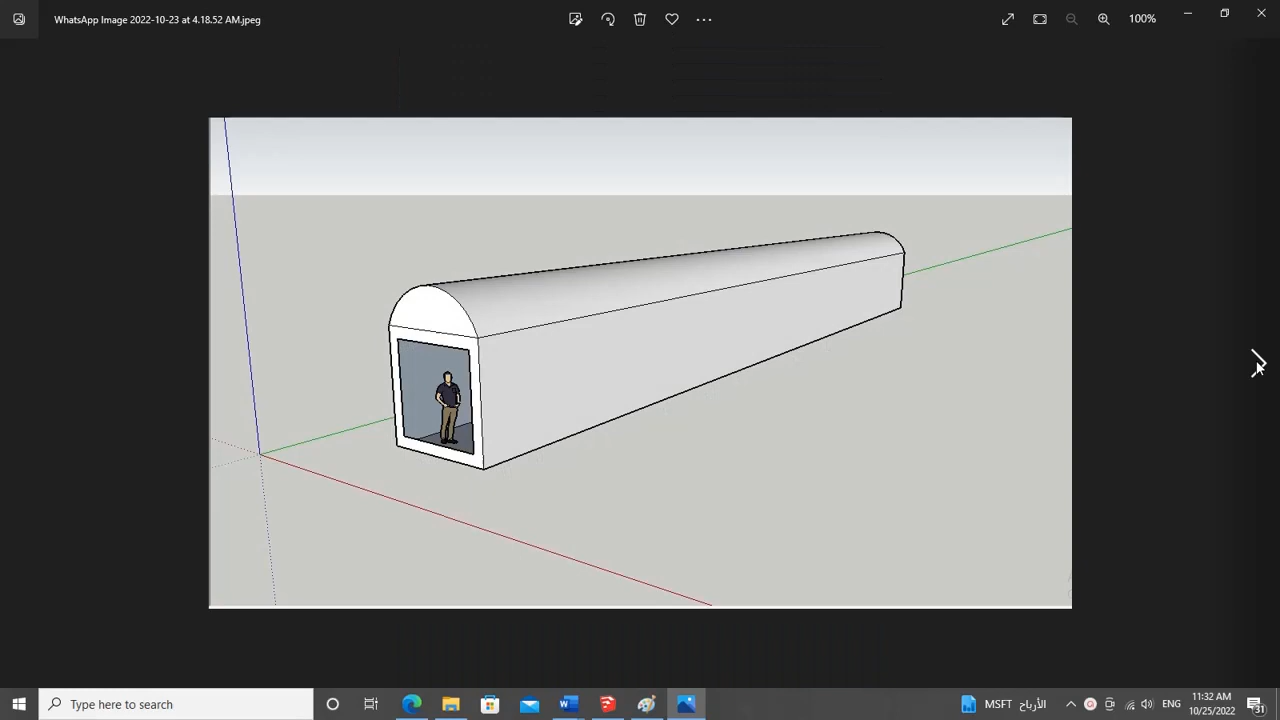 WhatsApp Image 2022-10-23 at 4.18.52 AM.jpeg
100%
Type here to search
MSFT الأرباح
ENG
11:32 AM
10/25/2022
31